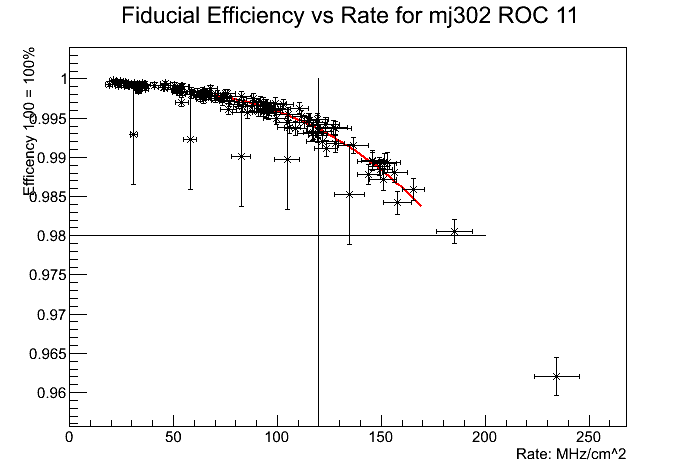 Fiducial Efficiency vs Rate for mj302 ROC 11
Efficency 1.00 = 100%
1
0.995
0.99
0.985
0.98
0.975
0.97
0.965
0.96
0 50 100 150 200 250
Rate: MHz/cm^2